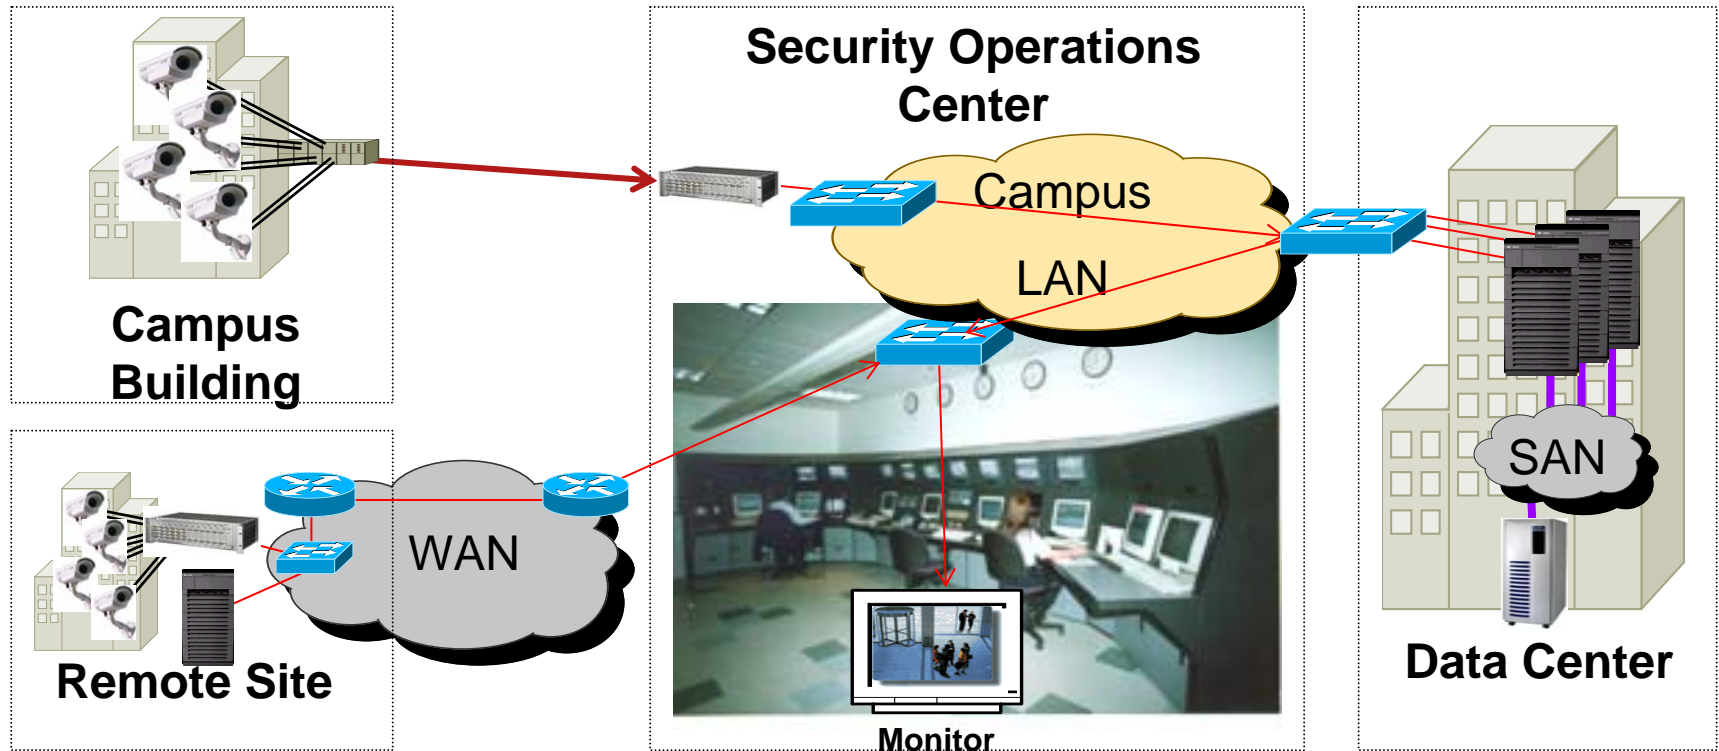 Campus
Building
Security Operations
Center
Campus
LAN
Remote Site
WAN
Monitor
SAN
Data Center